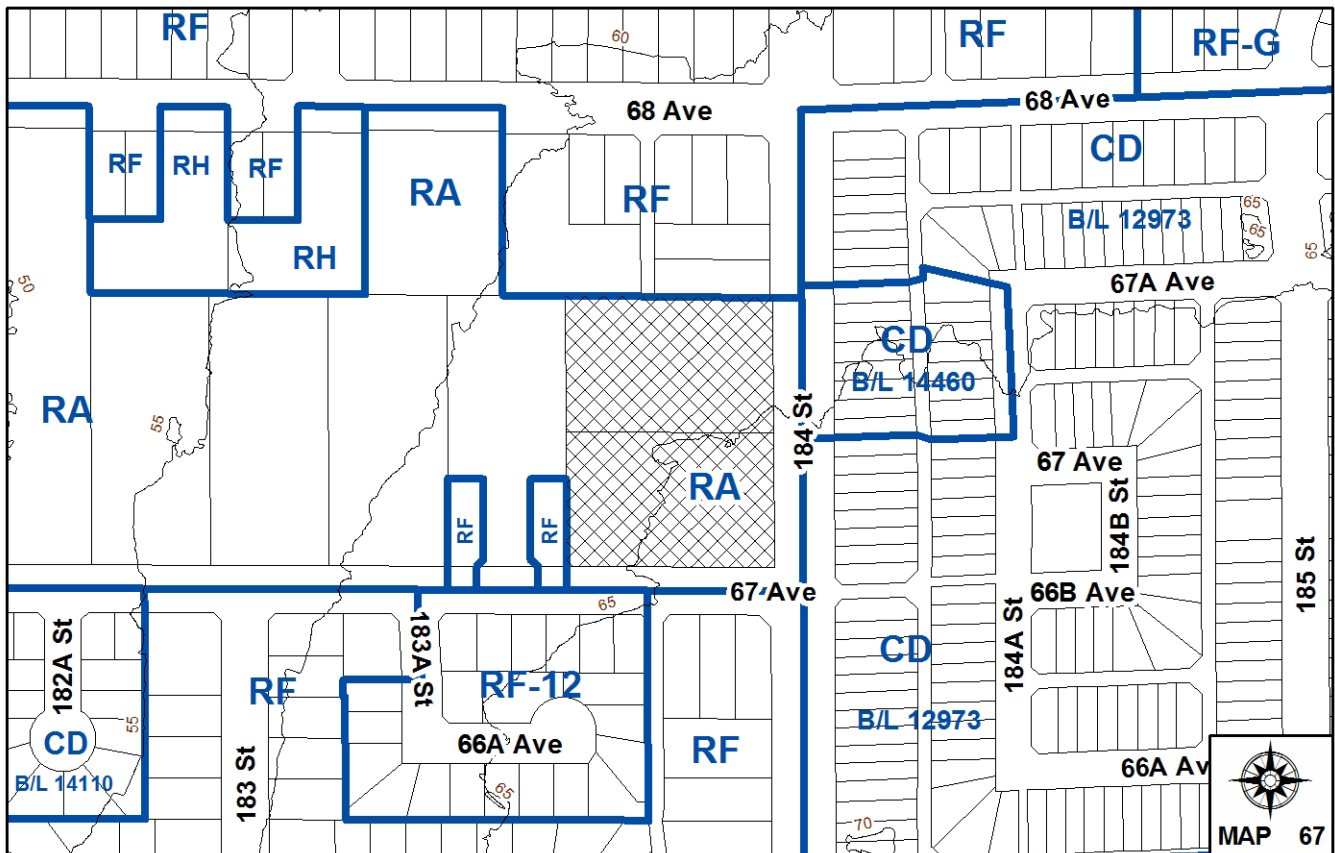 RF
60
RF
RF-G
68 Ave
68 Ave
CD
RF
RH
RF
RA
RF
B/L 12973
65
65
65
RH
50
67A Ave
CD
B/L 14460
RA
55
184 St
67 Ave
RA
184B St
RF
RF
185 St
67 Ave
66B Ave
65
182A St
183A St
184A St
CD
RF
RF-12
55
B/L 12973
CD
66A Ave
RF
66A Av
B/L 14110
183 St
65
70
MAP 67